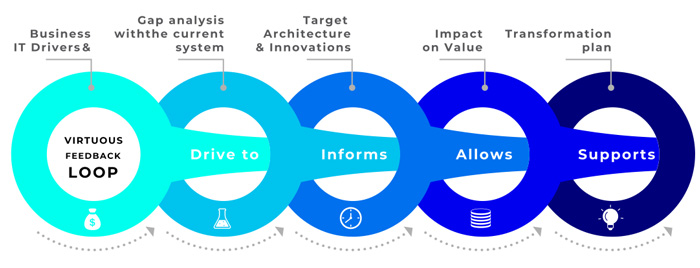 Business
IT Drivers &
Gap analysis
withthe current
system
Target
Architecture
& Innovations
Impact
on Value
Transformation
plan
VIRTUOUS
FEEDBACK
LOOP
Drive to
Informs
Allows
Supports
$